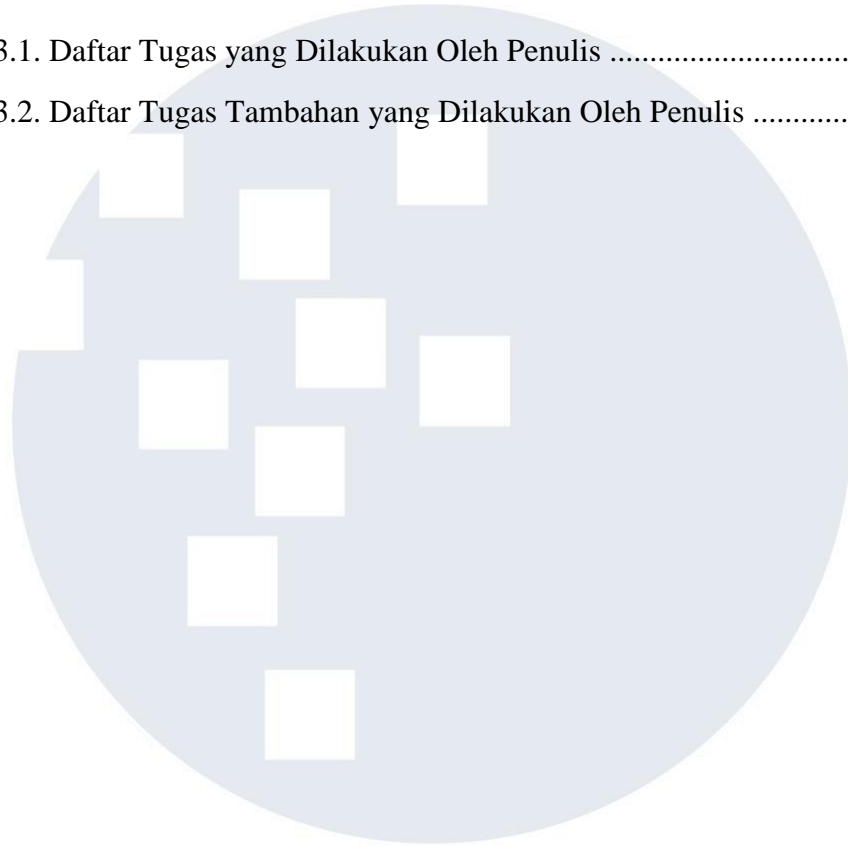 3.1. Daftar Tugas yang Dilakukan Oleh Penulis ..............................
3.2. Daftar Tugas Tambahan yang Dilakukan Oleh Penulis ............